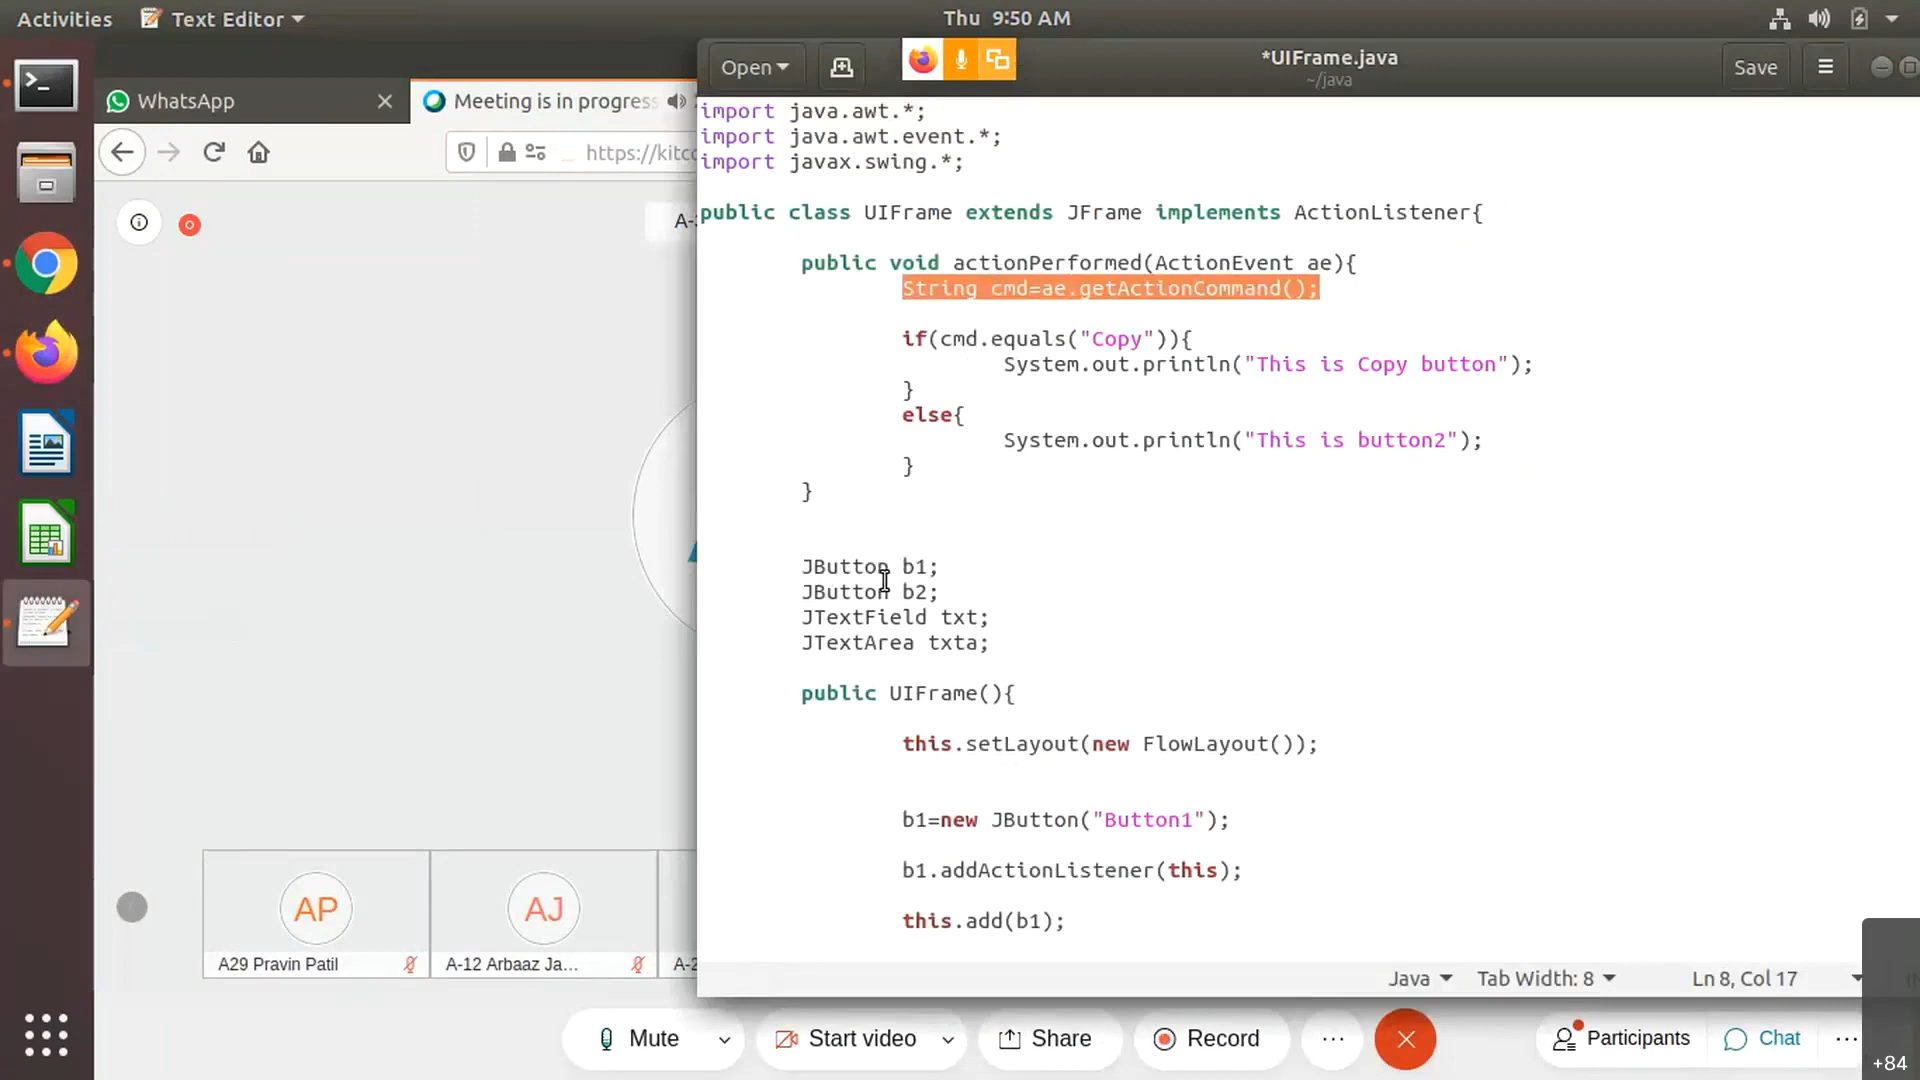 Activities
Text Editor
Thu 9:50 AM
WhatsApp
Meeting is in progress
https://kitco
A-3
Open
*UIFrame.java
~/java
Save
import java.awt.*;
import java.awt.event.*;
import javax.swing.*;
public class UIFrame extends JFrame implements ActionListener{
public void actionPerformed(ActionEvent ae){
String cmd=ae.getActionCommand();
if(cmd.equals("Copy")){
System.out.println("This is Copy button");
}
else{
System.out.println("This is button2");
}
}
JButton b1;
JButton b2;
JTextField txt;
JTextArea txta;
public UIFrame(){
this.setLayout(new FlowLayout());
b1=new JButton("Button1");
b1.addActionListener(this);
this.add(b1);
Java
Tab Width: 8
Ln 8, Col 17
AP
AJ
A29 Pravin Patil
A-12 Arbaaz Ja...
A-2
Mute
Start video
Share
Record
Participants
Chat
+84